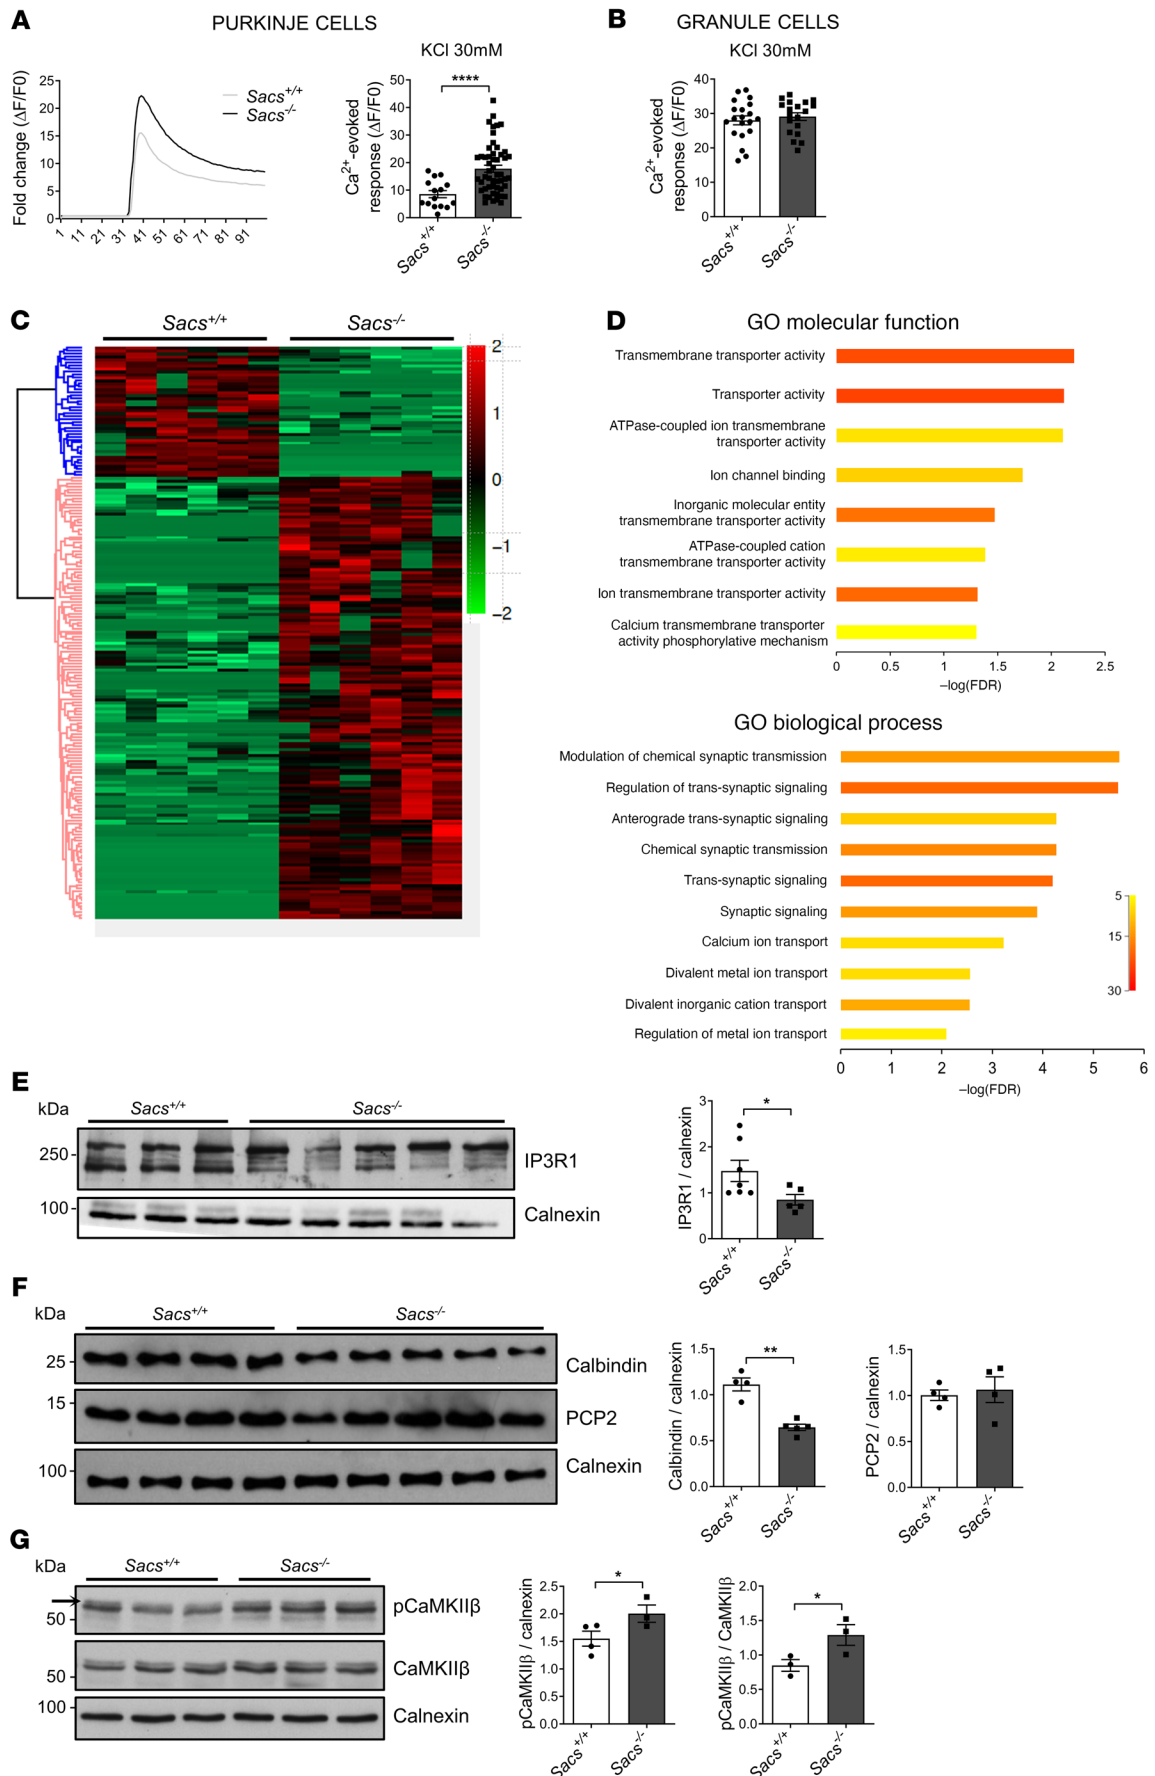 A
PURKINJE CELLS
Fold change (ΔF/F0)
25
20
15
10
5
0
1 11 21 31 41 51 61 71 81 91
Sacs+/+
Sacs-/-
KCl 30mM
Ca2+-evoked
response (ΔF/F0)
50
40
30
20
10
0
****
Sacs+/+
Sacs-/-
B
GRANULE CELLS
KCl 30mM
Ca2+-evoked
response (ΔF/F0)
40
30
20
10
0
Sacs+/+
Sacs-/-
C
Sacs+/+
Sacs-/-
2
1
0
−1
−2
D
GO molecular function
Transmembrane transporter activity
Transporter activity
ATPase-coupled ion transmembrane
transporter activity
Ion channel binding
Inorganic molecular entity
transmembrane transporter activity
ATPase-coupled cation
transmembrane transporter activity
Ion transmembrane transporter activity
Calcium transmembrane transporter
activity phosphorylative mechanism
0 0.5 1 1.5 2 2.5
−log(FDR)
GO biological process
Modulation of chemical synaptic transmission
Regulation of trans-synaptic signaling
Anterograde trans-synaptic signaling
Chemical synaptic transmission
Trans-synaptic signaling
Synaptic signaling
Calcium ion transport
Divalent metal ion transport
Divalent inorganic cation transport
Regulation of metal ion transport
0 1 2 3 4 5 6
−log(FDR)
5
15
30
E
kDa
Sacs+/+
Sacs-/-
250
IP3R1
100
Calnexin
IP3R1 / calnexin
3
2
1
0
*
Sacs+/+
Sacs-/-
F
kDa
Sacs+/+
Sacs-/-
25
Calbindin
15
PCP2
100
Calnexin
Calbindin / calnexin
1.5
1.0
0.5
0.0
**
Sacs+/+
Sacs-/-
PCP2 / calnexin
1.5
1.0
0.5
0.0
Sacs+/+
Sacs-/-
G
kDa
Sacs+/+
Sacs-/-
50
pCaMKIIβ
50
CaMKIIβ
100
Calnexin
pCaMKIIβ / calnexin
2.5
2.0
1.5
1.0
0.5
0.0
*
Sacs+/+
Sacs-/-
pCaMKIIβ / CaMKIIβ
2.0
1.5
1.0
0.5
0.0
*
Sacs+/+
Sacs-/-